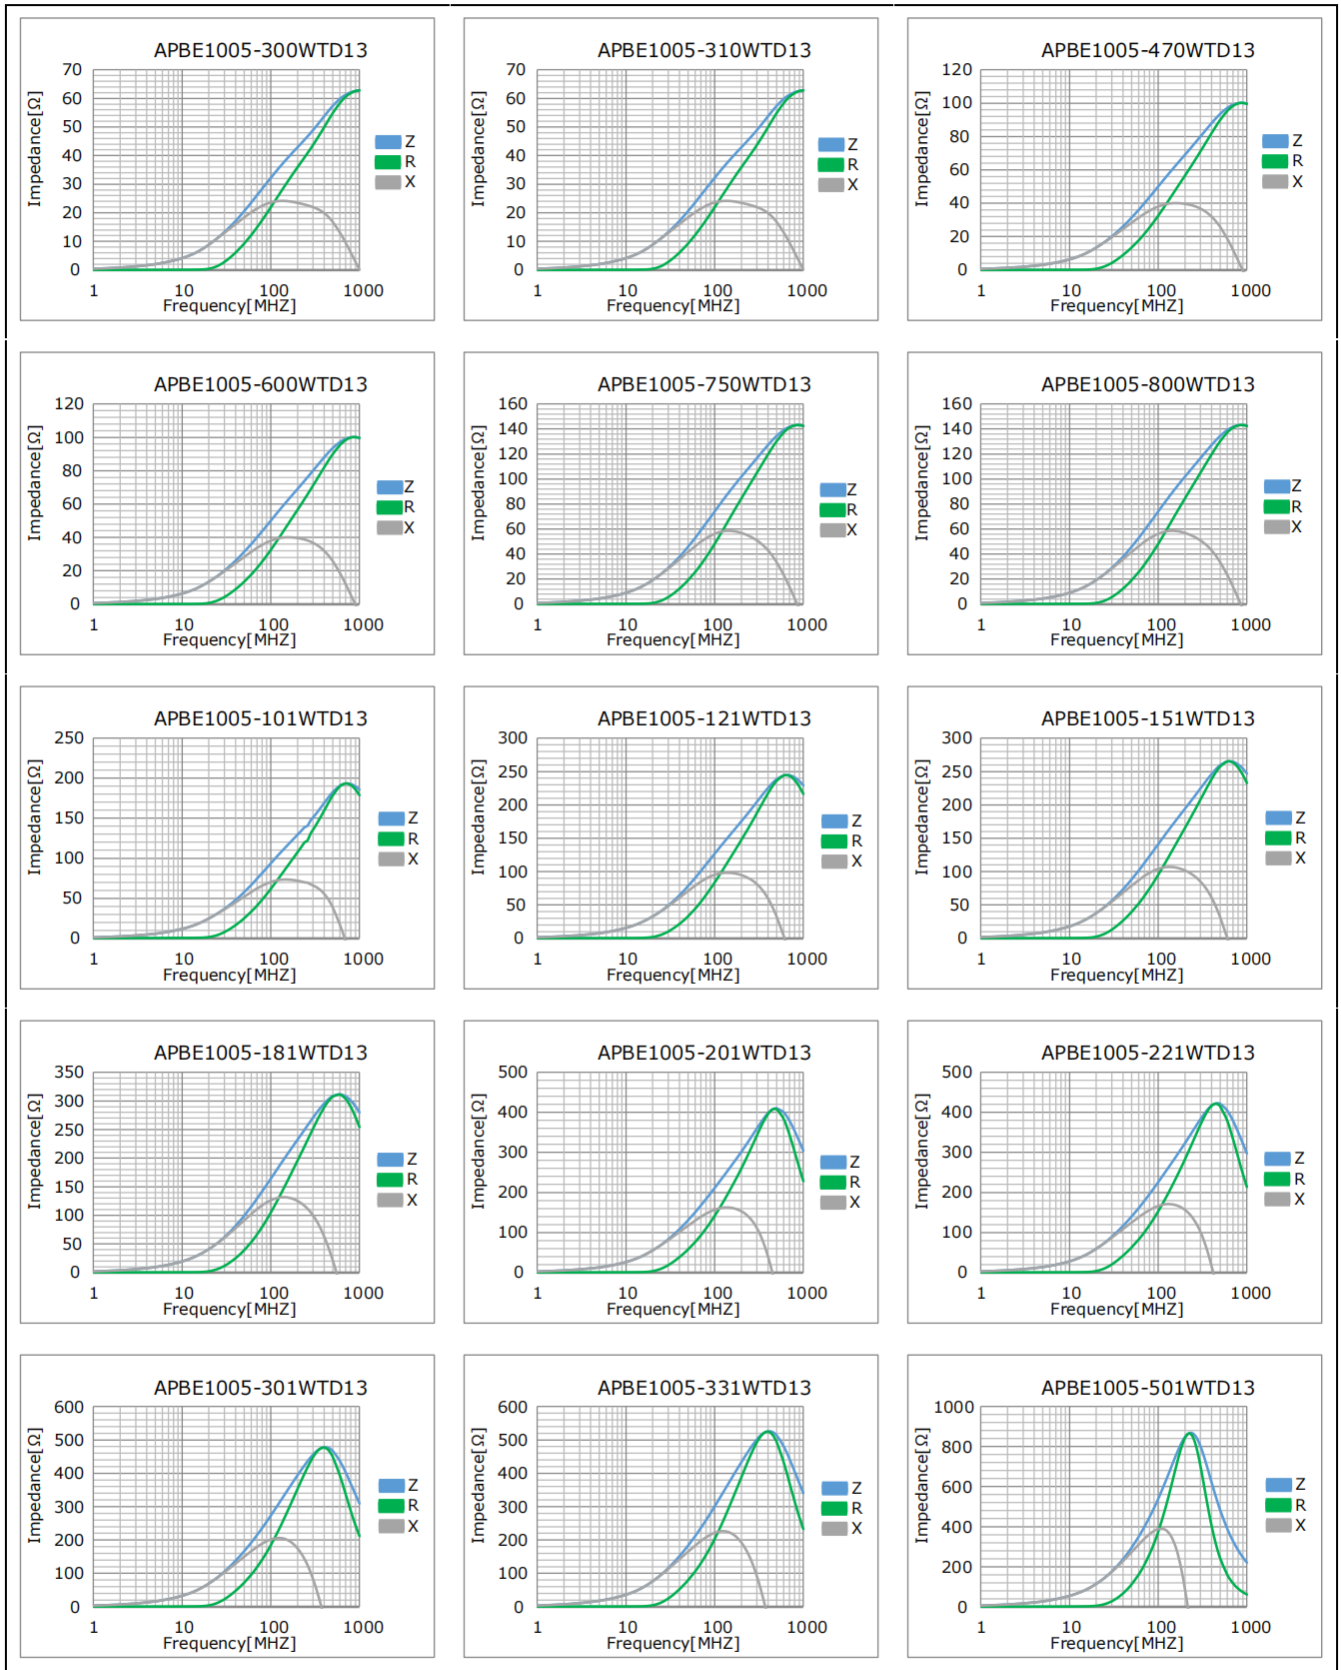 APBE1005-300WTD13
Impedance[Ω]
70
60
50
40
30
20
10
0
1 10 100 1000
Frequency[MHZ]
Z
R
X
APBE1005-310WTD13
Impedance[Ω]
70
60
50
40
30
20
10
0
1 10 100 1000
Frequency[MHZ]
Z
R
X
APBE1005-470WTD13
Impedance[Ω]
120
100
80
60
40
20
0
1 10 100 1000
Frequency[MHZ]
Z
R
X
APBE1005-600WTD13
Impedance[Ω]
120
100
80
60
40
20
0
1 10 100 1000
Frequency[MHZ]
Z
R
X
APBE1005-750WTD13
Impedance[Ω]
160
140
120
100
80
60
40
20
0
1 10 100 1000
Frequency[MHZ]
Z
R
X
APBE1005-800WTD13
Impedance[Ω]
160
140
120
100
80
60
40
20
0
1 10 100 1000
Frequency[MHZ]
Z
R
X
APBE1005-101WTD13
Impedance[Ω]
250
200
150
100
50
0
1 10 100 1000
Frequency[MHZ]
Z
R
X
APBE1005-121WTD13
Impedance[Ω]
300
250
200
150
100
50
0
1 10 100 1000
Frequency[MHZ]
Z
R
X
APBE1005-151WTD13
Impedance[Ω]
300
250
200
150
100
50
0
1 10 100 1000
Frequency[MHZ]
Z
R
X
APBE1005-181WTD13
Impedance[Ω]
350
300
250
200
150
100
50
0
1 10 100 1000
Frequency[MHZ]
Z
R
X
APBE1005-201WTD13
Impedance[Ω]
500
400
300
200
100
0
1 10 100 1000
Frequency[MHZ]
Z
R
X
APBE1005-221WTD13
Impedance[Ω]
500
400
300
200
100
0
1 10 100 1000
Frequency[MHZ]
Z
R
X
APBE1005-301WTD13
Impedance[Ω]
600
500
400
300
200
100
0
1 10 100 1000
Frequency[MHZ]
Z
R
X
APBE1005-331WTD13
Impedance[Ω]
600
500
400
300
200
100
0
1 10 100 1000
Frequency[MHZ]
Z
R
X
APBE1005-501WTD13
Impedance[Ω]
1000
800
600
400
200
0
1 10 100 1000
Frequency[MHZ]
Z
R
X